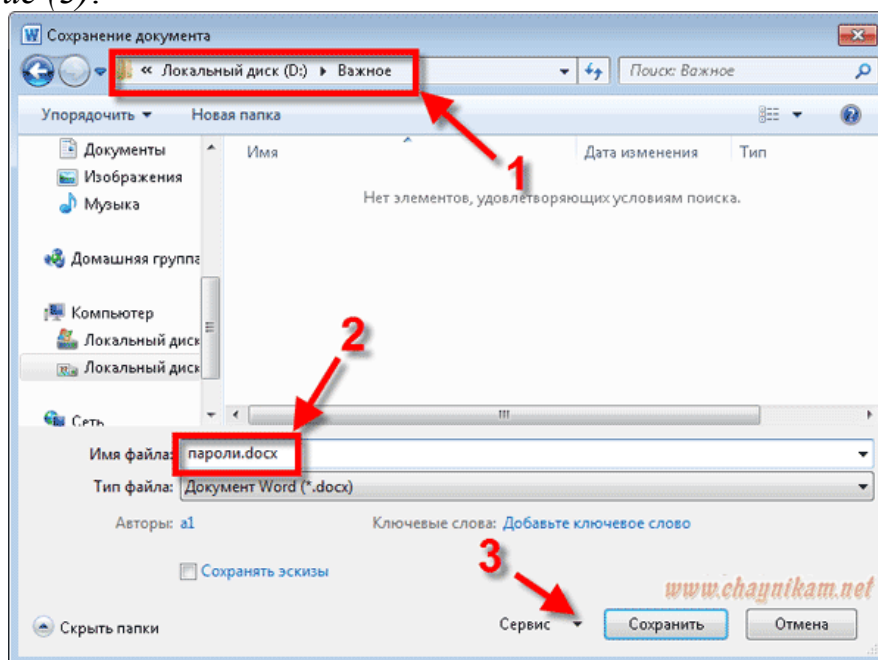 ис (3).
Сохранение документа
« Локальный диск (D:) ▸ Важное
Поиск: Важное
1
Упорядочить
Новая папка
Документы
Имя
Дата изменения
Тип
Изображения
Музыка
Нет элементов, удовлетворяющих условиям поиска.
Домашняя группа
Компьютер
2
Локальный диск
Локальный диск
Сеть
Имя файла: пароли.docx
Тип файла: Документ Word (*.docx)
Авторы: a1
Ключевые слова: Добавьте ключевое слово
3
Сохранять эскизы
www.chaynikam.net
Скрыть папки
Сервис
Сохранить
Отмена